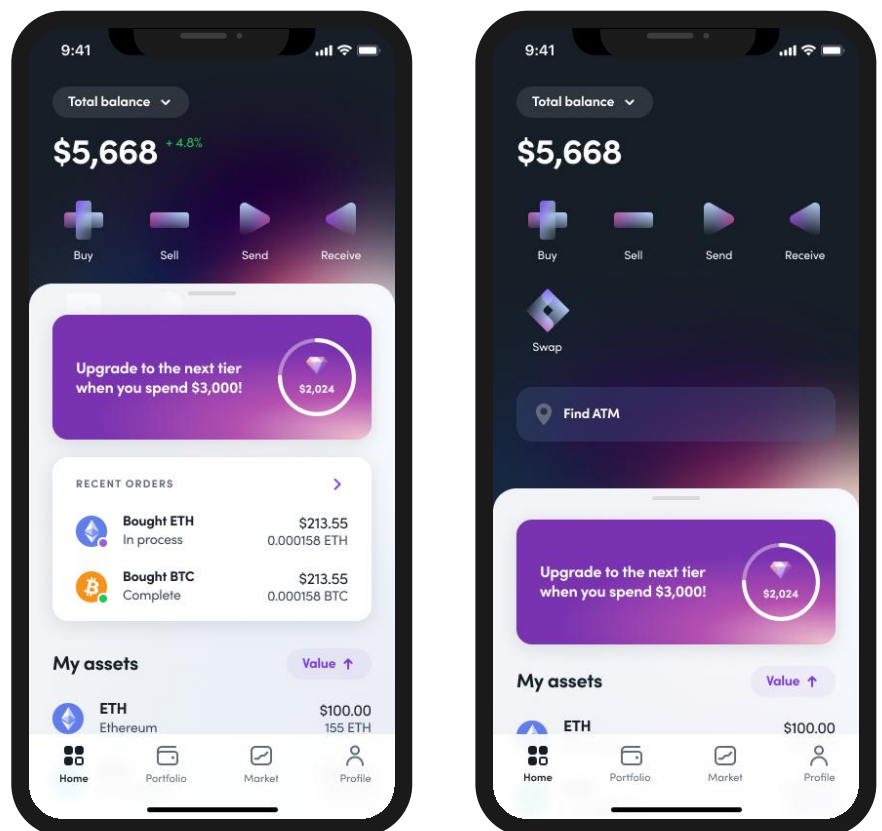 9:41
Total balance
$5,668 + 4.8%
Buy Sell Send Receive
Upgrade to the next tier
when you spend $3,000!
$2,024
RECENT ORDERS
Bought ETH $213.55
In process 0.000158 ETH
Bought BTC $213.55
Complete 0.000158 BTC
My assets Value ↑
ETH $100.00
Ethereum 155 ETH
Home Portfolio Market Profile
9:41
Total balance
$5,668
Buy Sell Send Receive
Swap
Find ATM
Upgrade to the next tier
when you spend $3,000!
$2,024
My assets Value ↑
ETH $100.00
Home Portfolio Market Profile